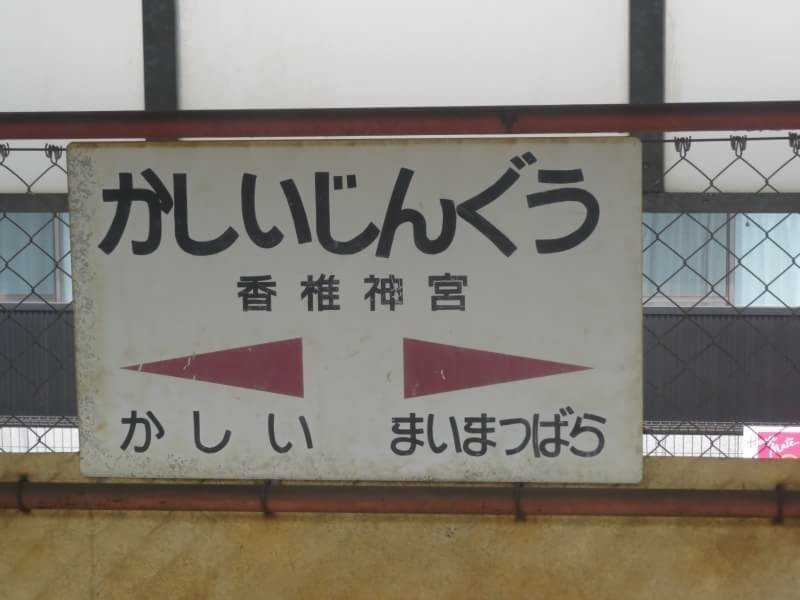 かしいじんぐう
香椎神宮
かしい まいまつばら